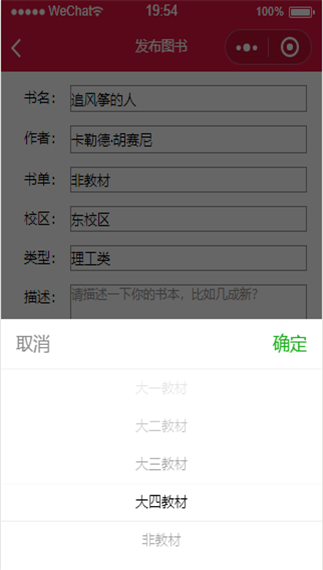 WeChat 19:54 100%
发布图书
书名： 追风筝的人
作者： 卡勒德·胡赛尼
书单： 非教材
校区： 东校区
类型： 理工类
描述： 请描述一下你的书本，比如几成新？
取消 确定
大一教材
大二教材
大三教材
大四教材
非教材